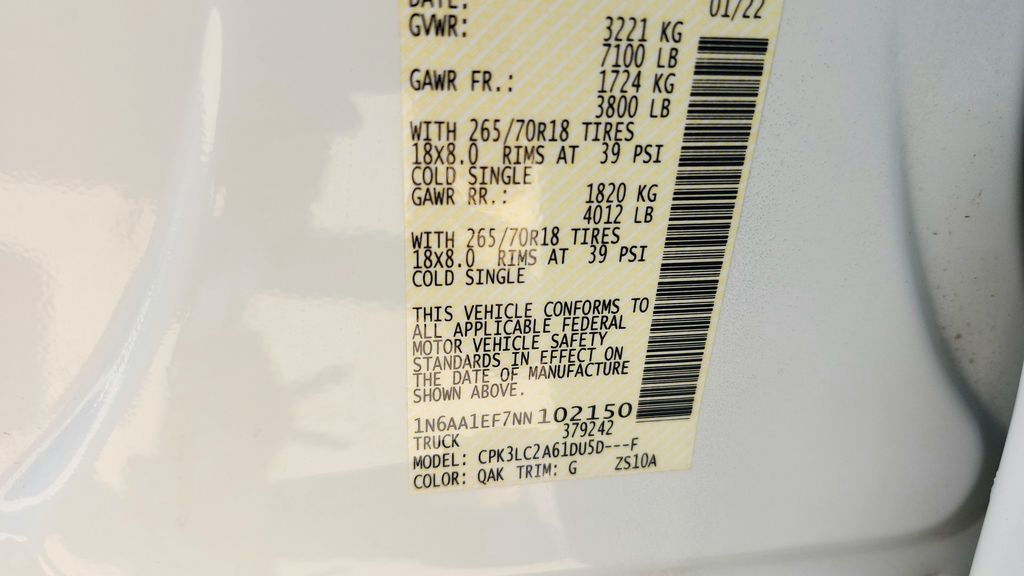 DATE: 01/22
GVWR: 3221 KG
7100 LB
GAWR FR.: 1724 KG
3800 LB
WITH 265/70R18 TIRES
18X8.0 RIMS AT 39 PSI
COLD SINGLE
GAWR RR.: 1820 KG
4012 LB
WITH 265/70R18 TIRES
18X8.0 RIMS AT 39 PSI
COLD SINGLE
THIS VEHICLE CONFORMS TO
ALL APPLICABLE FEDERAL
MOTOR VEHICLE SAFETY
STANDARDS IN EFFECT ON
THE DATE OF MANUFACTURE
SHOWN ABOVE.
1N6AA1EF7NN102150
TRUCK 379242
MODEL: CPK3LC2A61DU5D---F
COLOR: QAK TRIM: G ZS10A